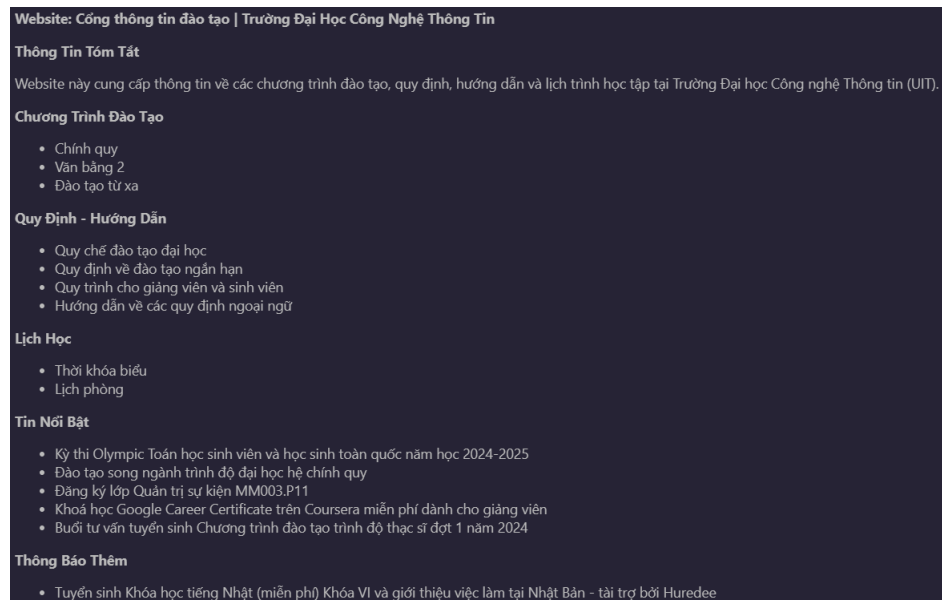 Website: Cổng thông tin đào tạo | Trường Đại Học Công Nghệ Thông Tin
Thông Tin Tóm Tắt
Website này cung cấp thông tin về các chương trình đào tạo, quy định, hướng dẫn và lịch trình học tập tại Trường Đại học Công nghệ Thông tin (UIT).
Chương Trình Đào Tạo
• Chính quy
• Văn bằng 2
• Đào tạo từ xa
Quy Định - Hướng Dẫn
• Quy chế đào tạo đại học
• Quy định về đào tạo ngắn hạn
• Quy trình cho giảng viên và sinh viên
• Hướng dẫn về các quy định ngoại ngữ
Lịch Học
• Thời khóa biểu
• Lịch phòng
Tin Nổi Bật
• Kỳ thi Olympic Toán học sinh viên và học sinh toàn quốc năm học 2024-2025
• Đào tạo song ngành trình độ đại học hệ chính quy
• Đăng ký lớp Quản trị sự kiện MM003.P11
• Khoá học Google Career Certificate trên Coursera miễn phí dành cho giảng viên
• Buổi tư vấn tuyển sinh Chương trình đào tạo trình độ thạc sĩ đợt 1 năm 2024
Thông Báo Thêm
• Tuyển sinh Khóa học tiếng Nhật (miễn phí) Khóa VI và giới thiệu việc làm tại Nhật Bản - tài trợ bởi Huredee